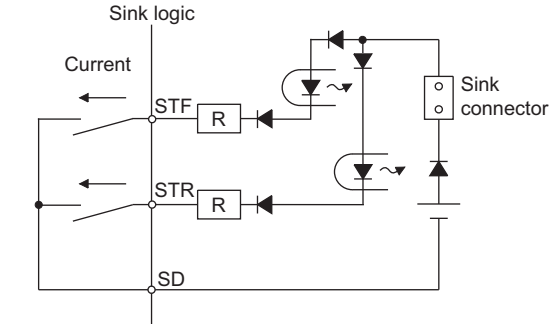 Sink logic
Current
Sink
connector
STF
R
STR
R
SD